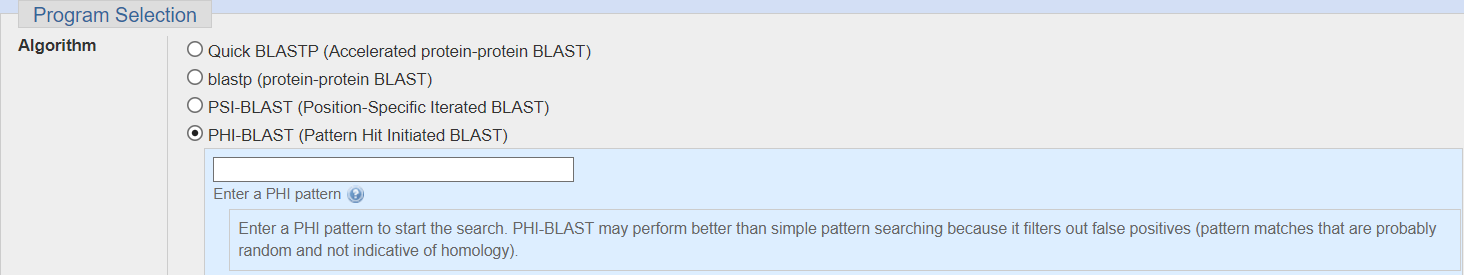 Program Selection
Algorithm
Quick BLASTP (Accelerated protein-protein BLAST)
blastp (protein-protein BLAST)
PSI-BLAST (Position-Specific Iterated BLAST)
PHI-BLAST (Pattern Hit Initiated BLAST)
Enter a PHI pattern ?
Enter a PHI pattern to start the search. PHI-BLAST may perform better than simple pattern searching because it filters out false positives (pattern matches that are probably
random and not indicative of homology).